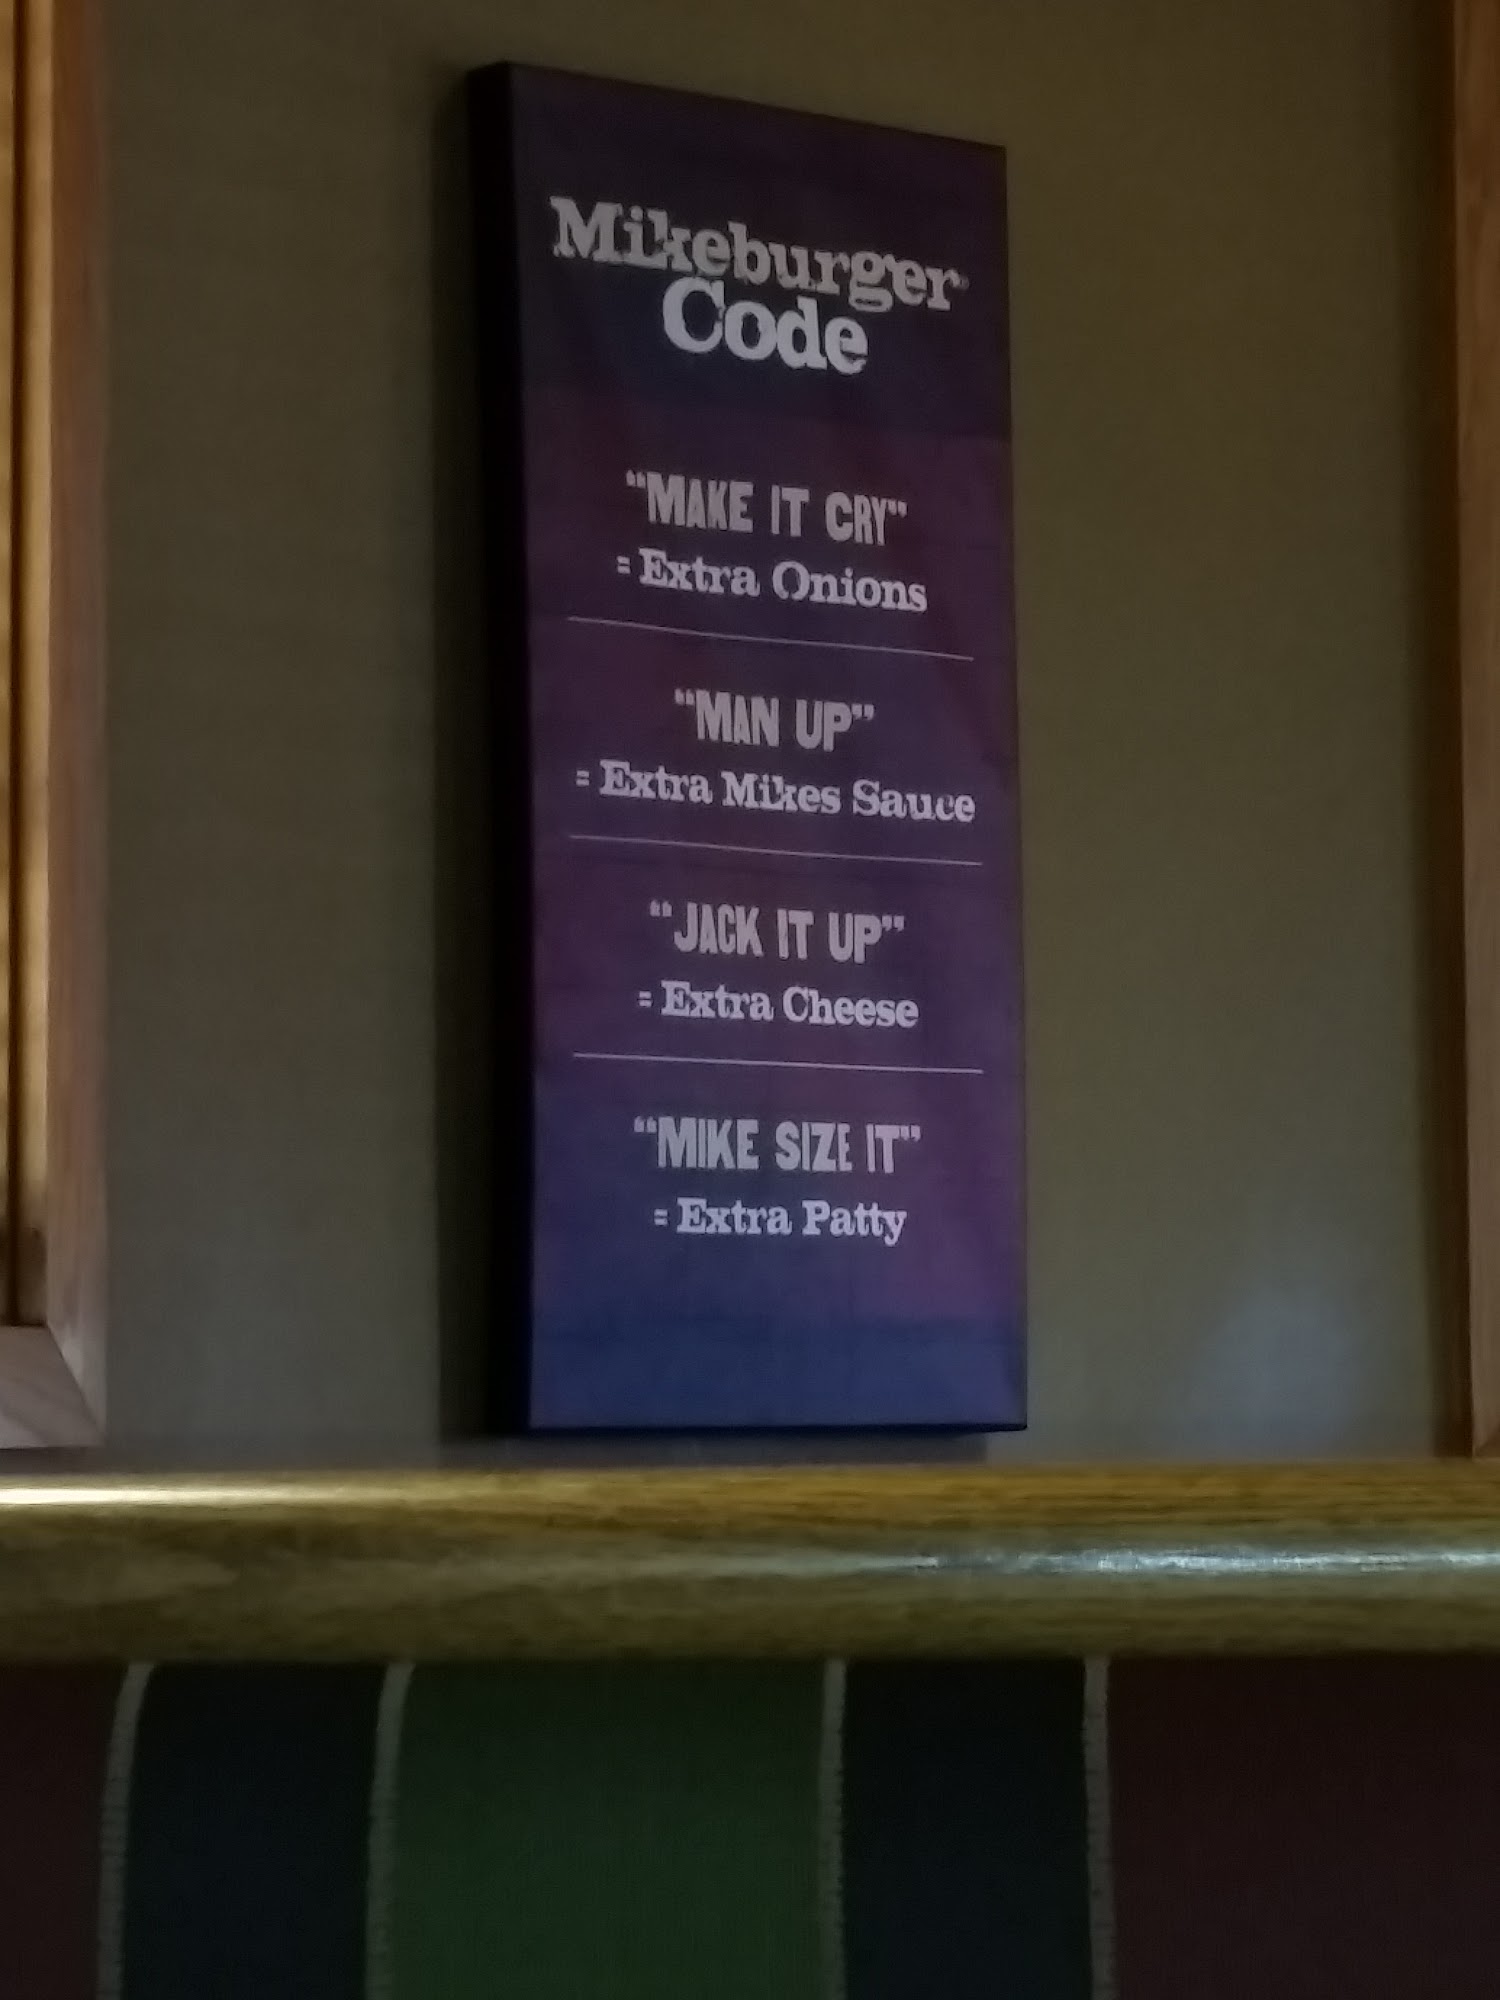 Mikeburger
Code
“MAKE IT CRY”
= Extra Onions
“MAN UP”
= Extra Mikes Sauce
“JACK IT UP”
= Extra Cheese
“MIKE SIZE IT”
= Extra Patty